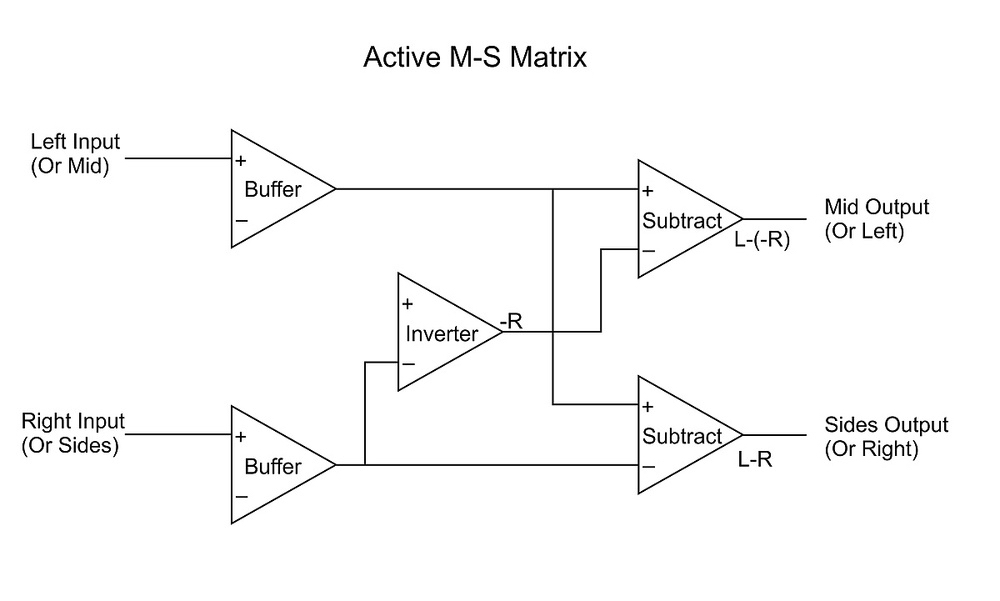 Active M-S Matrix
Left Input
(Or Mid)
+
Buffer
−
+
Subtract
−
L-(-R)
Mid Output
(Or Left)
+
Inverter
−
-R
Right Input
(Or Sides)
+
Buffer
−
+
Subtract
−
L-R
Sides Output
(Or Right)